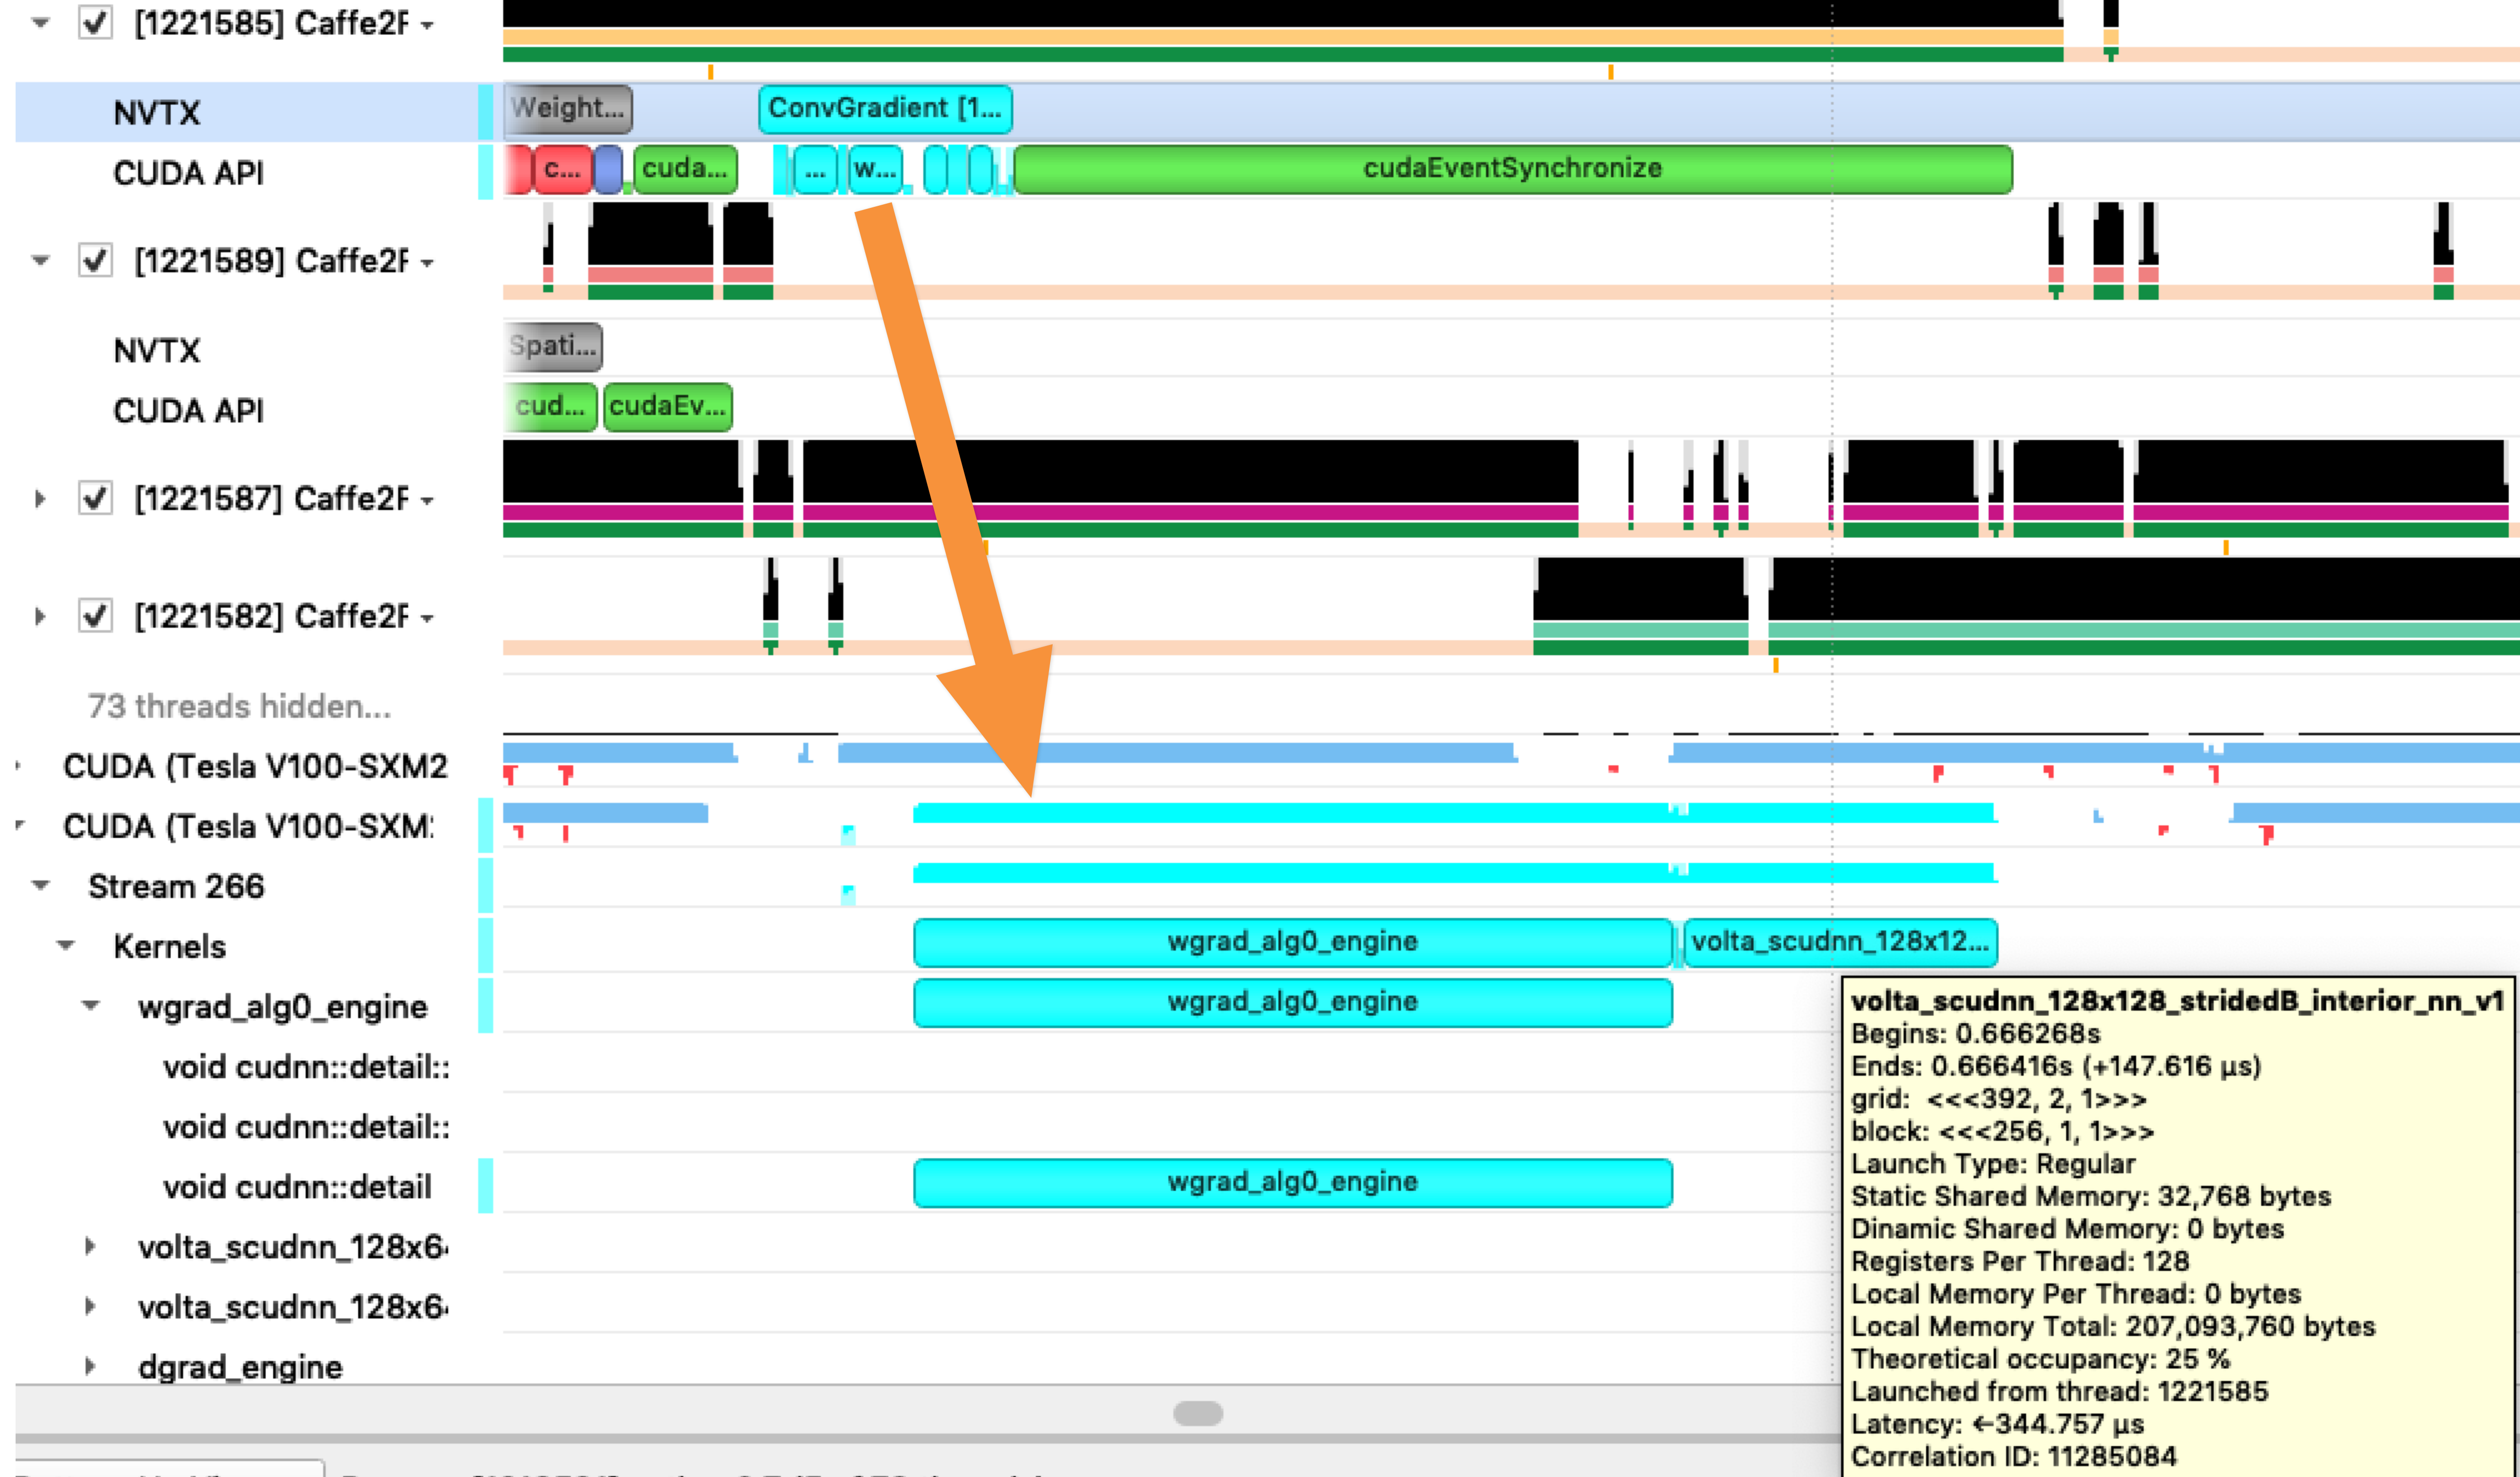 [1221585] Caffe2F
NVTX
Weight...
ConvGradient [1...
CUDA API
c...
cuda...
...
w...
cudaEventSynchronize
[1221589] Caffe2F
NVTX
Spati...
CUDA API
cud...
cudaEv...
[1221587] Caffe2F
[1221582] Caffe2F
73 threads hidden...
CUDA (Tesla V100-SXM2
CUDA (Tesla V100-SXM
Stream 266
Kernels
wgrad_alg0_engine
volta_scudnn_128x12...
wgrad_alg0_engine
wgrad_alg0_engine
void cudnn::detail::
void cudnn::detail::
void cudnn::detail
wgrad_alg0_engine
volta_scudnn_128x6
volta_scudnn_128x6
dgrad_engine
volta_scudnn_128x128_stridedB_interior_nn_v1
Begins: 0.666268s
Ends: 0.666416s (+147.616 µs)
grid: <<<392, 2, 1>>>
block: <<<256, 1, 1>>>
Launch Type: Regular
Static Shared Memory: 32,768 bytes
Dinamic Shared Memory: 0 bytes
Registers Per Thread: 128
Local Memory Per Thread: 0 bytes
Local Memory Total: 207,093,760 bytes
Theoretical occupancy: 25 %
Launched from thread: 1221585
Latency: ←344.757 µs
Correlation ID: 11285084